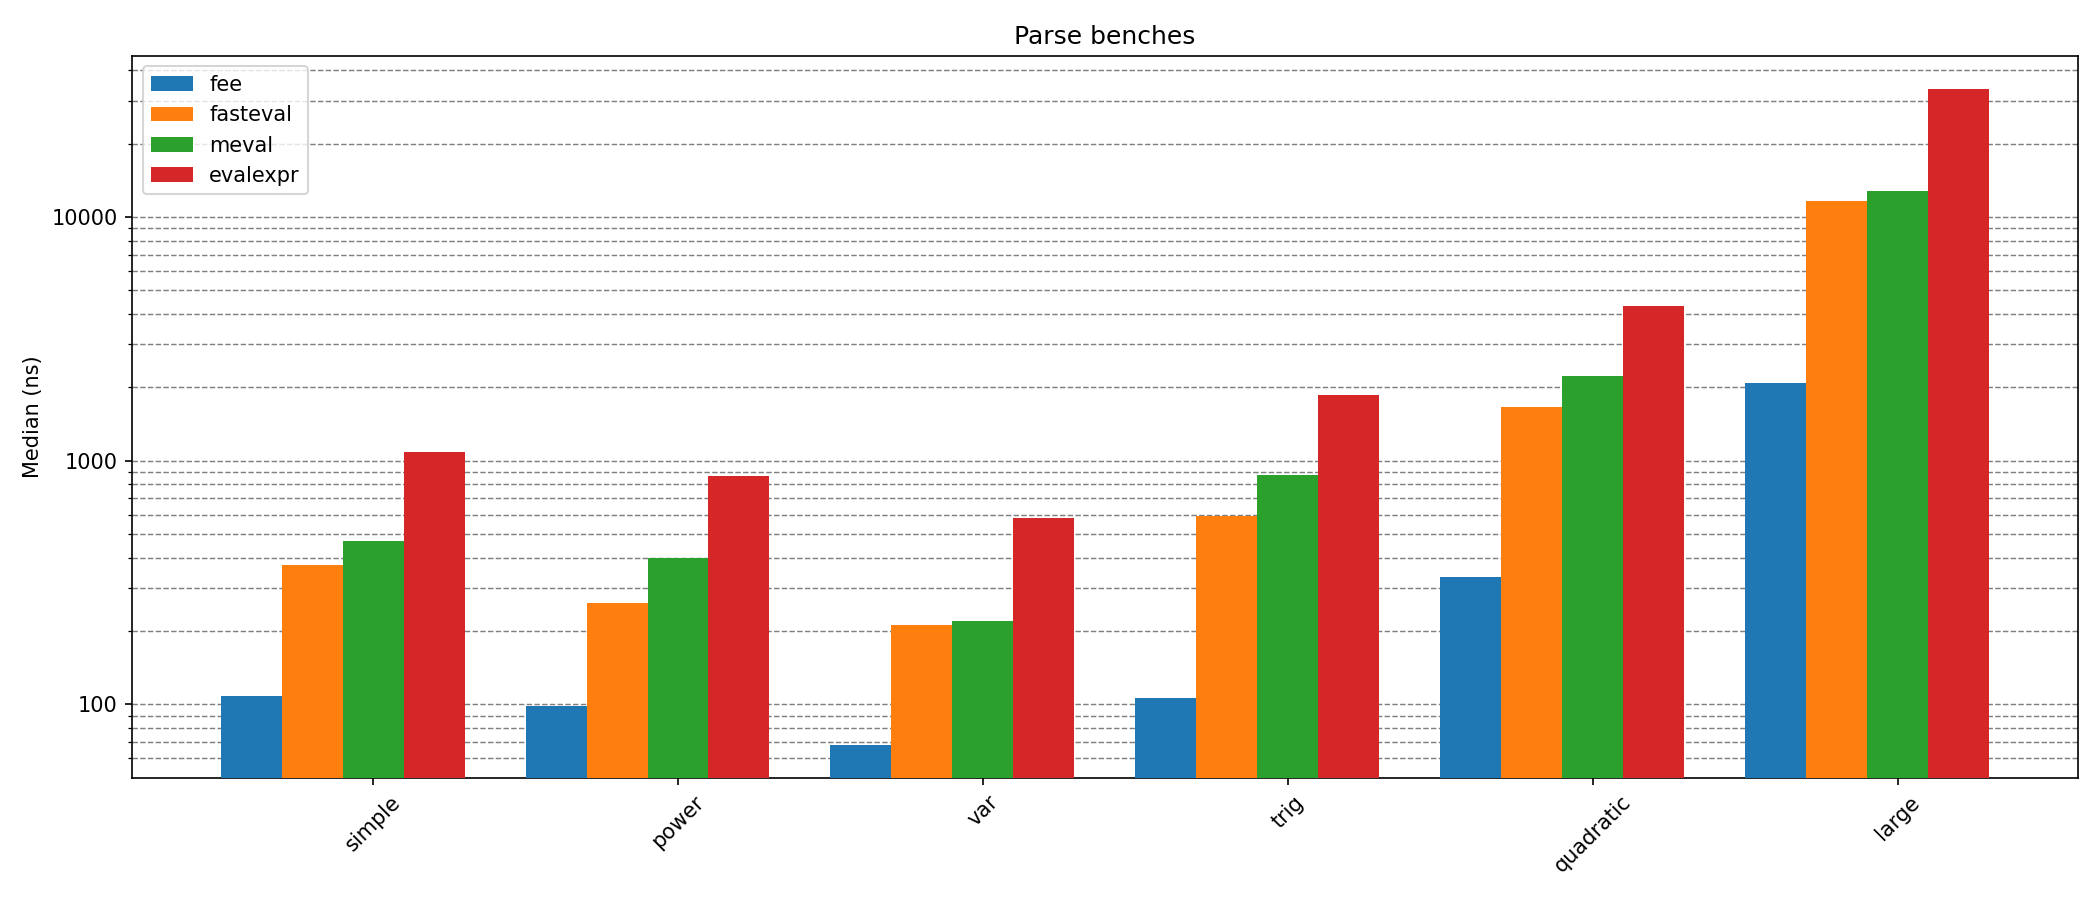 Parse benches
fee
fasteval
meval
evalexpr
10000
1000
100
Median (ns)
simple
power
var
trig
quadratic
large